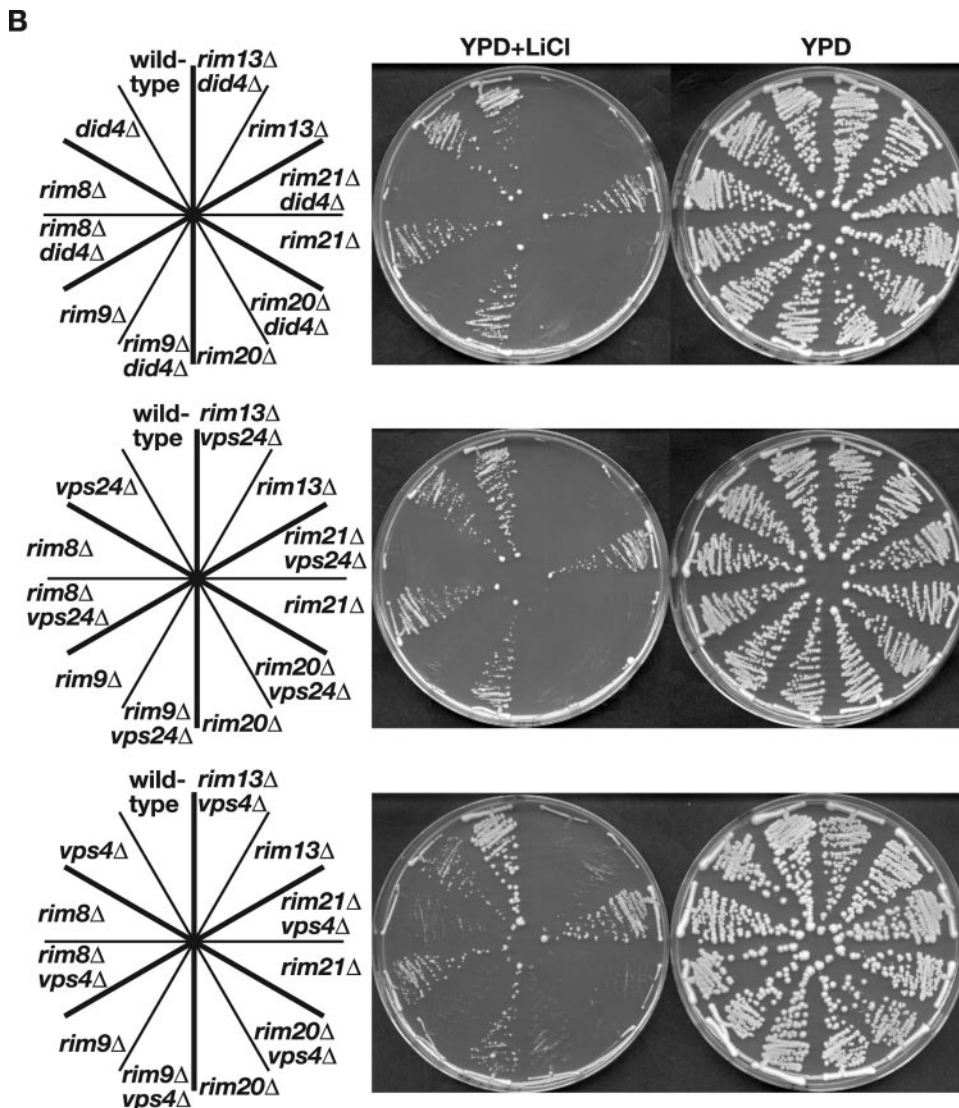 B
YPD+LiCl
YPD
wild-
type
rim13Δ
did4Δ
did4Δ
rim13Δ
rim8Δ
rim21Δ
did4Δ
rim8Δ
did4Δ
rim21Δ
rim9Δ
rim20Δ
did4Δ
rim9Δ
did4Δ
rim20Δ
wild-
type
rim13Δ
vps24Δ
vps24Δ
rim13Δ
rim8Δ
rim21Δ
vps24Δ
rim8Δ
vps24Δ
rim21Δ
rim9Δ
rim20Δ
vps24Δ
rim9Δ
vps24Δ
rim20Δ
wild-
type
rim13Δ
vps4Δ
vps4Δ
rim13Δ
rim8Δ
rim21Δ
vps4Δ
rim8Δ
vps4Δ
rim21Δ
rim9Δ
rim20Δ
vps4Δ
rim9Δ
vps4Δ
rim20Δ